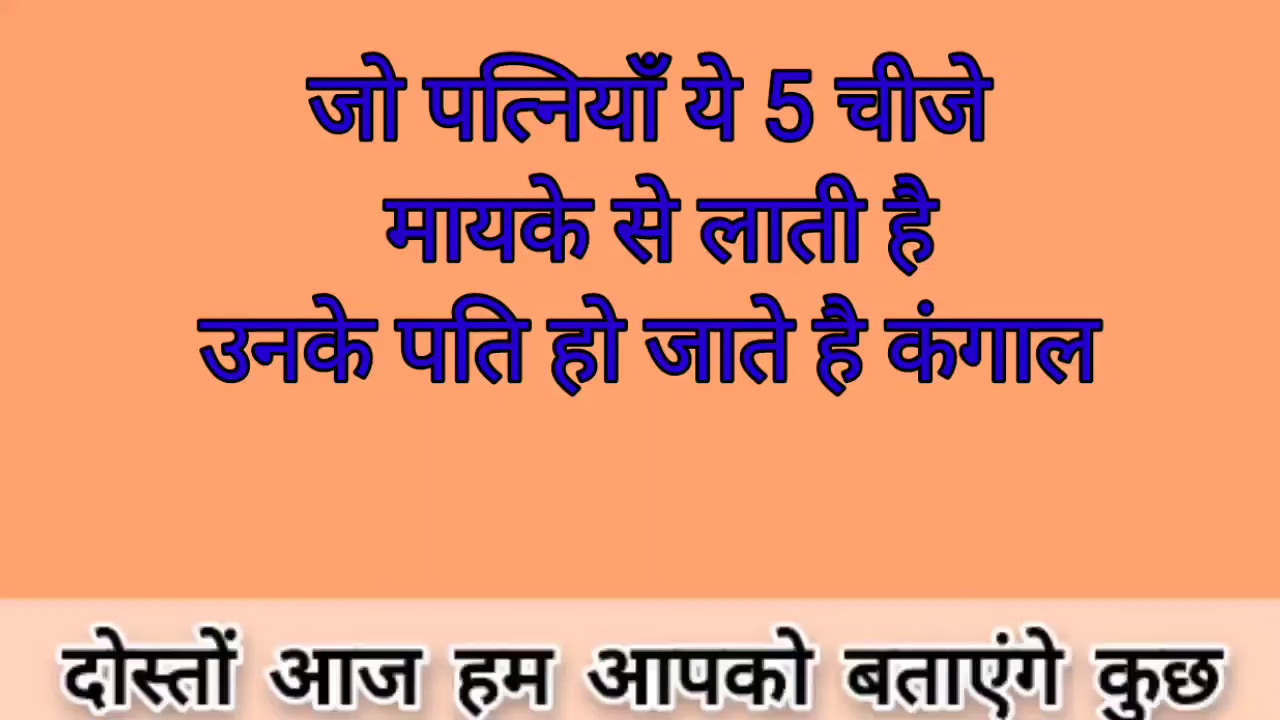 जो पत्नियाँ ये 5 चीजे
मायके से लाती है
उनके पति हो जाते है कंगाल
दोस्तों आज हम आपको बताएंगे कुछ